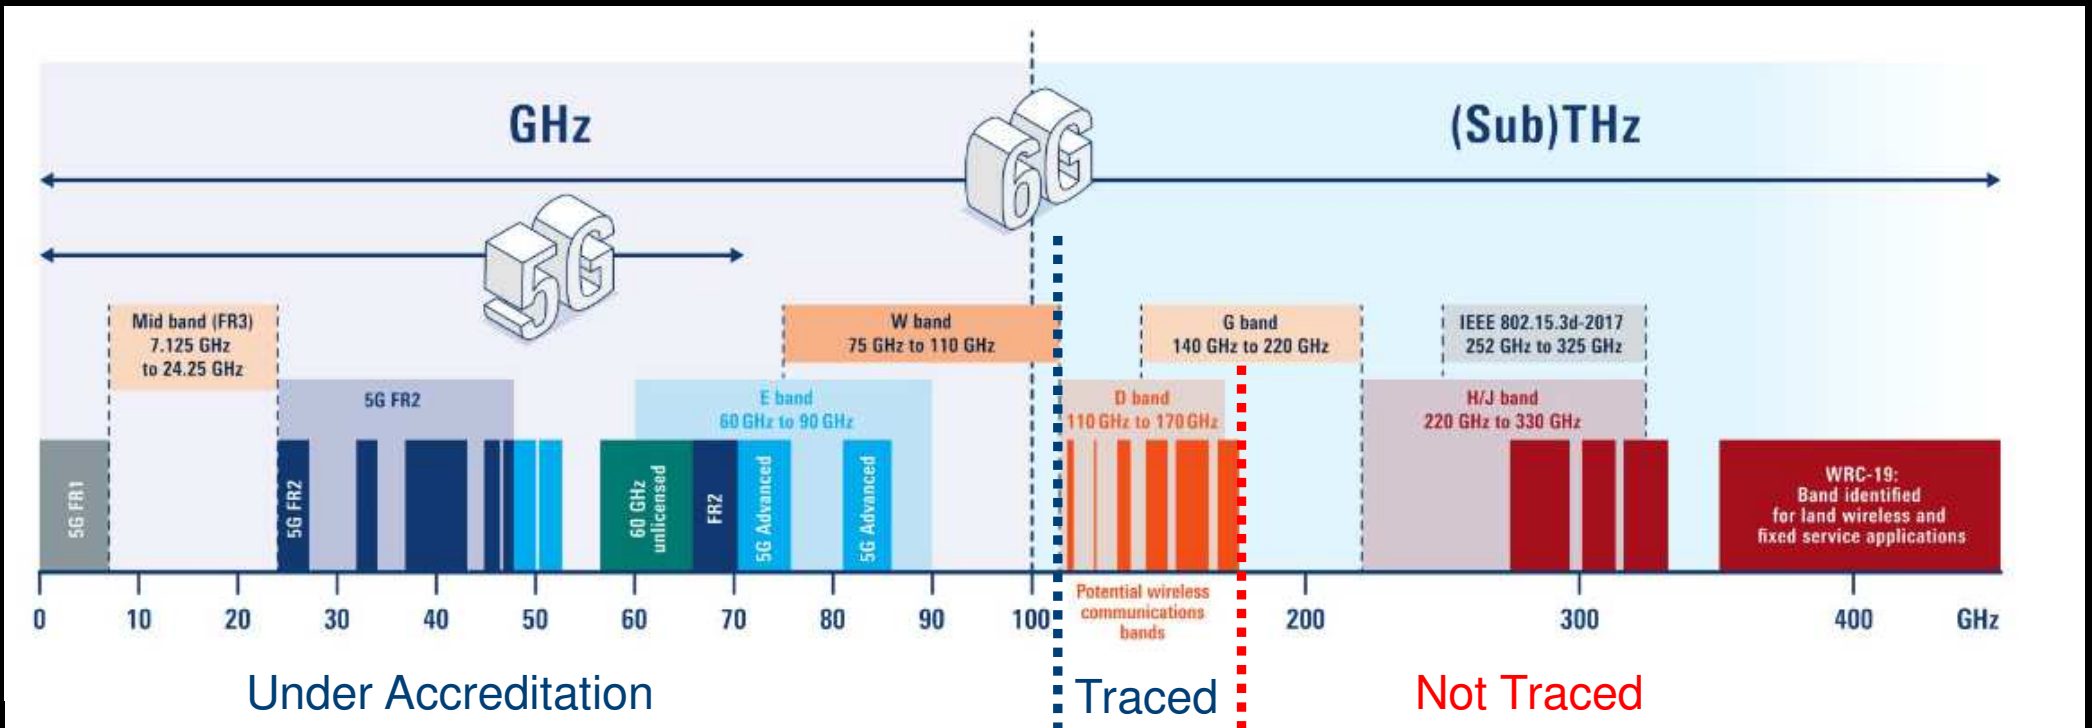 GHz
(Sub)THz
6G
5G
Mid band (FR3)
7.125 GHz
to 24.25 GHz
W band
75 GHz to 110 GHz
G band
140 GHz to 220 GHz
IEEE 802.15.3d-2017
252 GHz to 325 GHz
5G FR2
E band
60 GHz to 90 GHz
D band
110 GHz to 170 GHz
H/J band
220 GHz to 330 GHz
5G FR1
5G FR2
60 GHz
unlicensed
FR2
5G Advanced
5G Advanced
WRC-19:
Band identified
for land wireless and
fixed service applications
0 10 20 30 40 50 60 70 80 90 100 200 300 400 GHz
Potential wireless
communications
bands
Under Accreditation
Traced
Not Traced